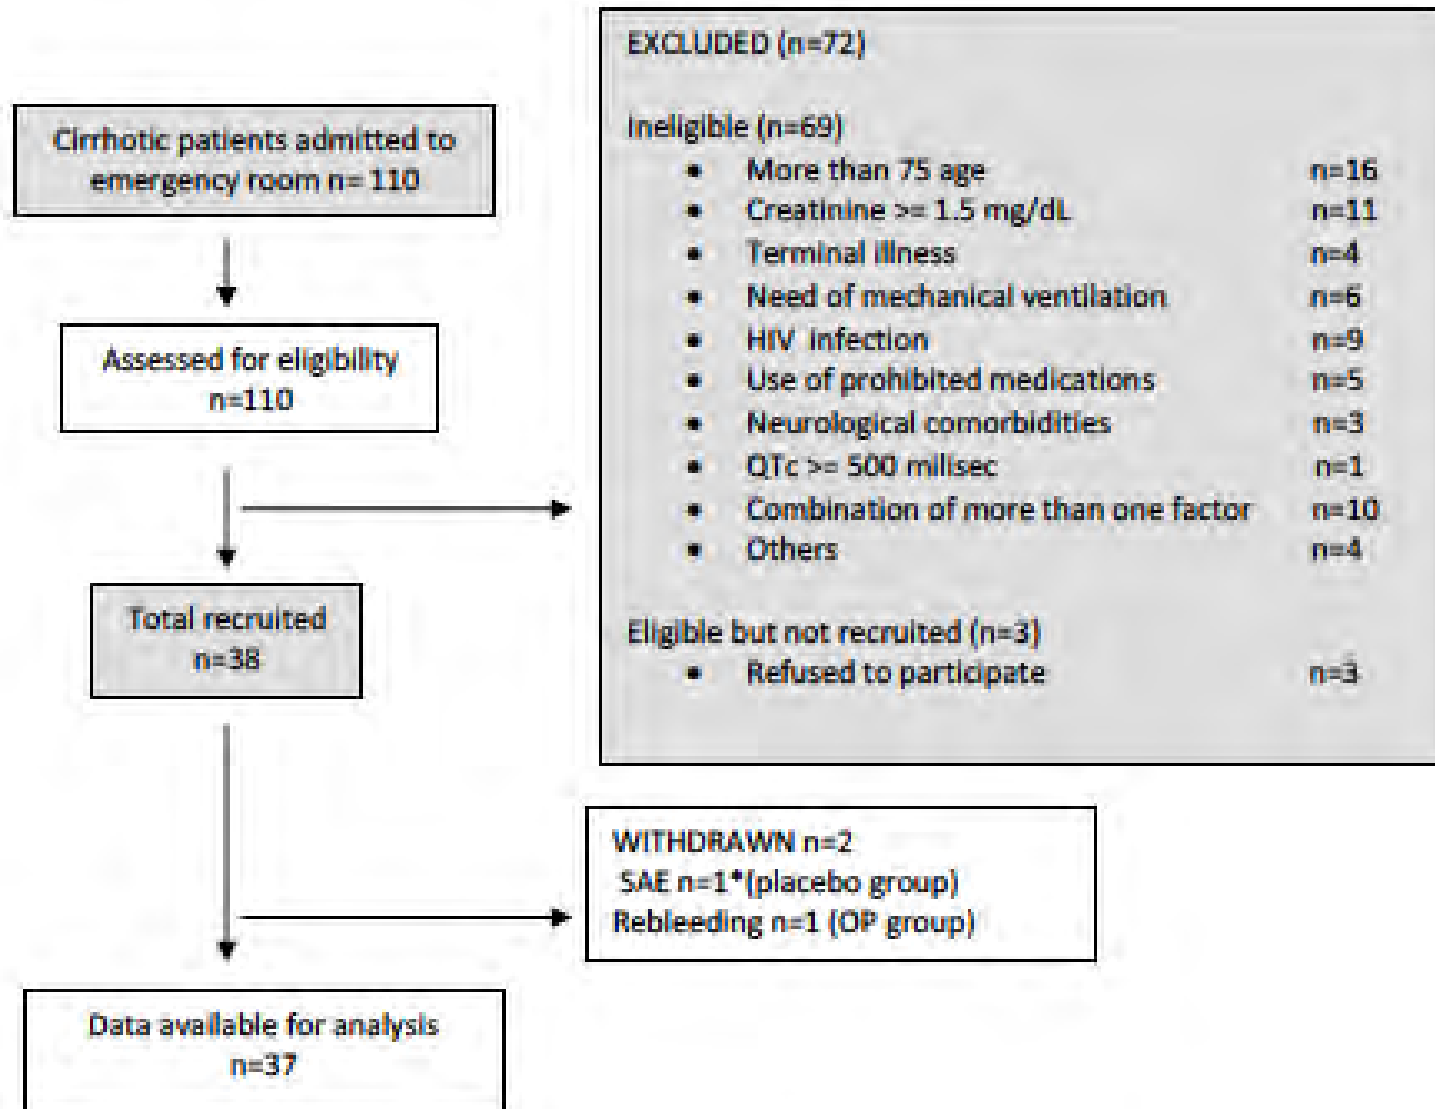 Cirrhotic patients admitted to
emergency room n= 110
Assessed for eligibility
n=110
Total recruited
n=38
Data available for analysis
n=37
EXCLUDED (n=72)
Ineligible (n=69)
• More than 75 age n=16
• Creatinine >= 1.5 mg/dL n=11
• Terminal illness n=4
• Need of mechanical ventilation n=6
• HIV infection n=9
• Use of prohibited medications n=5
• Neurological comorbidities n=3
• QTc >= 500 milisec n=1
• Combination of more than one factor n=10
• Others n=4
Eligible but not recruited (n=3)
• Refused to participate n=3
WITHDRAWN n=2
SAE n=1*(placebo group)
Rebleeding n=1 (OP group)